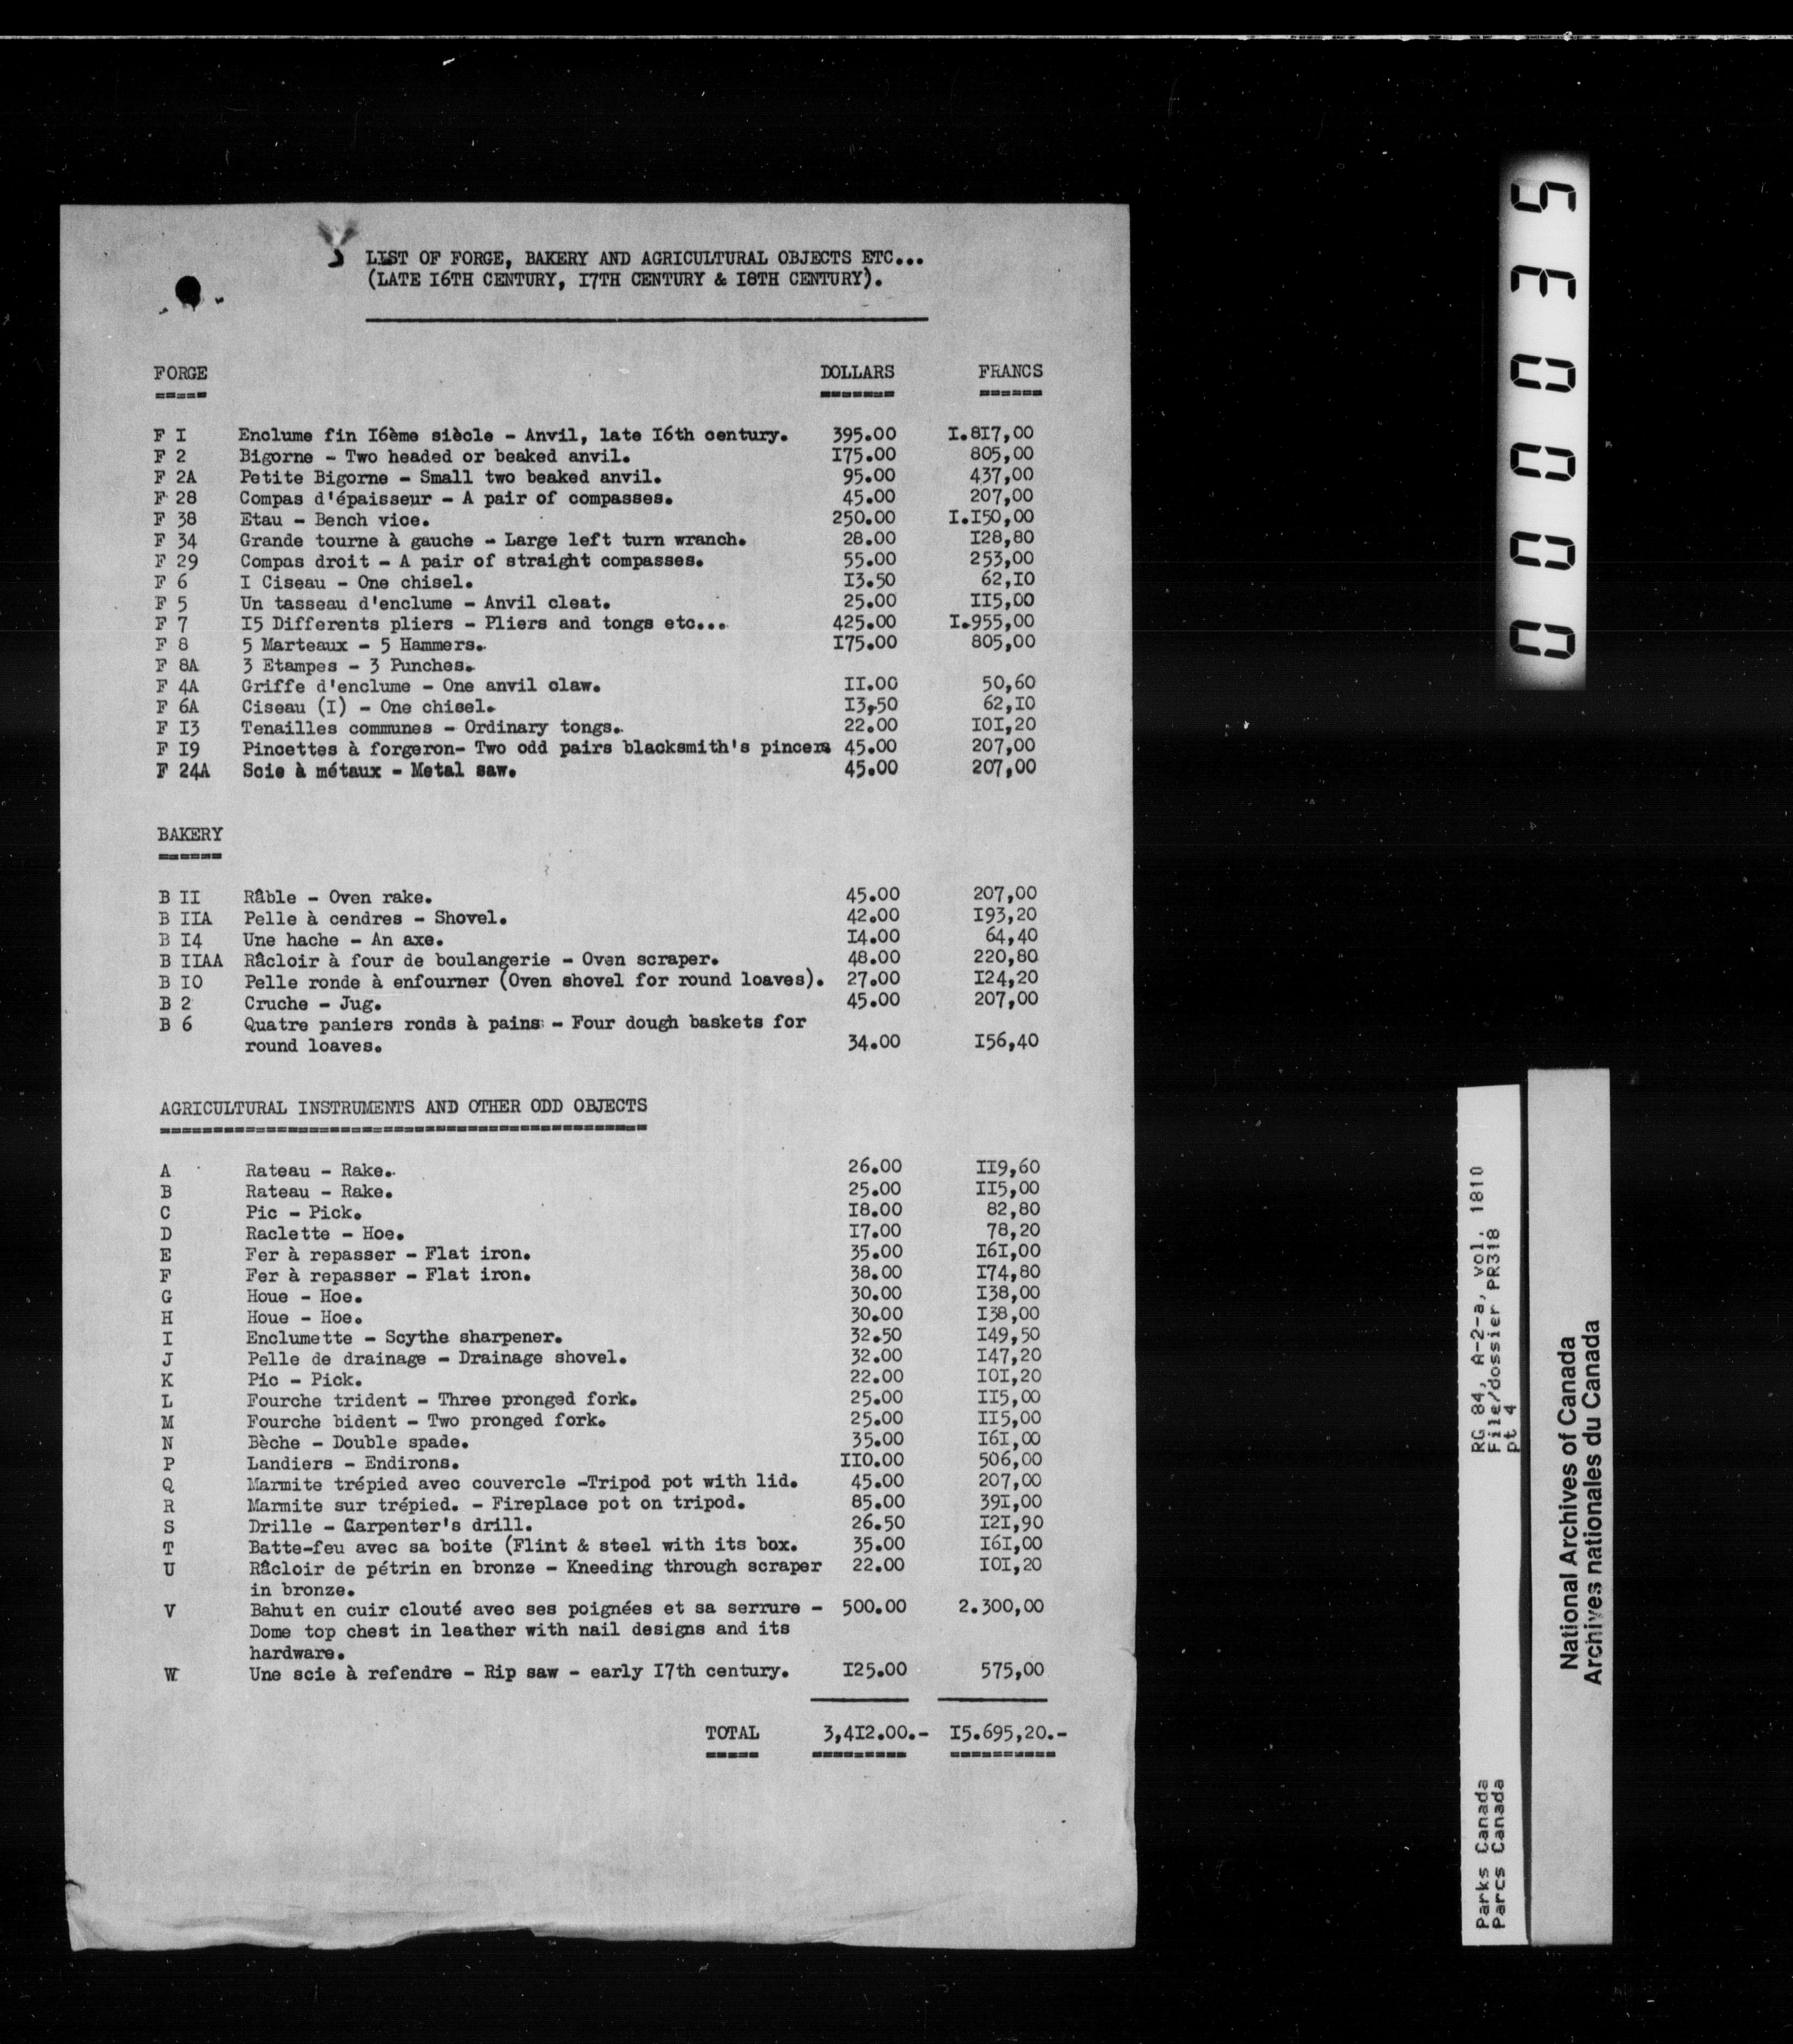 LIST OF FORGE, BAKERY AND AGRICULTURAL OBJECTS ETC...
(LATE I6TH CENTURY, I7TH CENTURY & I8TH CENTURY).
FORGE DOLLARS FRANCS
F I Enclume fin I6ème siècle - Anvil, late I6th century. 395.00 I.8I7,00
F 2 Bigorne - Two headed or beaked anvil. I75.00 805,00
F 2A Petite Bigorne - Small two beaked anvil. 95.00 437,00
F 28 Compas d'épaisseur - A pair of compasses. 45.00 207,00
F 38 Etau - Bench vice. 250.00 I.I50,00
F 34 Grande tourne à gauche - Large left turn wranch. 28.00 I28,80
F 29 Compas droit - A pair of straight compasses. 55.00 253,00
F 6 I Ciseau - One chisel. I3.50 62,I0
F 5 Un tasseau d'enclume - Anvil cleat. 25.00 II5,00
F 7 I5 Differents pliers - Pliers and tongs etc... 425.00 I.955,00
F 8 5 Marteaux - 5 Hammers. I75.00 805,00
F 8A 3 Etampes - 3 Punches.
F 4A Griffe d'enclume - One anvil claw. II.00 50,60
F 6A Ciseau (I) - One chisel. I3,50 62,I0
F I3 Tenailles communes - Ordinary tongs. 22.00 I0I,20
F I9 Pincettes à forgeron- Two odd pairs blacksmith's pincers 45.00 207,00
F 24A Scie à métaux - Metal saw. 45.00 207,00
BAKERY
B II Râble - Oven rake. 45.00 207,00
B IIA Pelle à cendres - Shovel. 42.00 I93,20
B I4 Une hache - An axe. I4.00 64,40
B IIAA Râcloir à four de boulangerie - Oven scraper. 48.00 220,80
B I0 Pelle ronde à enfourner (Oven shovel for round loaves). 27.00 I24,20
B 2 Cruche - Jug. 45.00 207,00
B 6 Quatre paniers ronds à pains - Four dough baskets for
round loaves. 34.00 I56,40
AGRICULTURAL INSTRUMENTS AND OTHER ODD OBJECTS
A Rateau - Rake. 26.00 II9,60
B Rateau - Rake. 25.00 II5,00
C Pic - Pick. I8.00 82,80
D Raclette - Hoe. I7.00 78,20
E Fer à repasser - Flat iron. 35.00 I6I,00
F Fer à repasser - Flat iron. 38.00 I74,80
G Houe - Hoe. 30.00 I38,00
H Houe - Hoe. 30.00 I38,00
I Enclumette - Scythe sharpener. 32.50 I49,50
J Pelle de drainage - Drainage shovel. 32.00 I47,20
K Pic - Pick. 22.00 I0I,20
L Fourche trident - Three pronged fork. 25.00 II5,00
M Fourche bident - Two pronged fork. 25.00 II5,00
N Bèche - Double spade. 35.00 I6I,00
P Landiers - Endirons. II0.00 506,00
Q Marmite trépied avec couvercle -Tripod pot with lid. 45.00 207,00
R Marmite sur trépied. - Fireplace pot on tripod. 85.00 39I,00
S Drille - Carpenter's drill. 26.50 I2I,90
T Batte-feu avec sa boite (Flint & steel with its box. 35.00 I6I,00
U Râcloir de pétrin en bronze - Kneeding through scraper 22.00 I0I,20
in bronze.
V Bahut en cuir clouté avec ses poignées et sa serrure - 500.00 2.300,00
Dome top chest in leather with nail designs and its
hardware.
W Une scie à refendre - Rip saw - early I7th century. I25.00 575,00
TOTAL 3,4I2.00.- I5.695,20.-
000035
RG 84, A-2-a, vol. 1810
File/dossier PR318
pt 4
Parks Canada
Parcs Canada
National Archives of Canada
Archives nationales du Canada